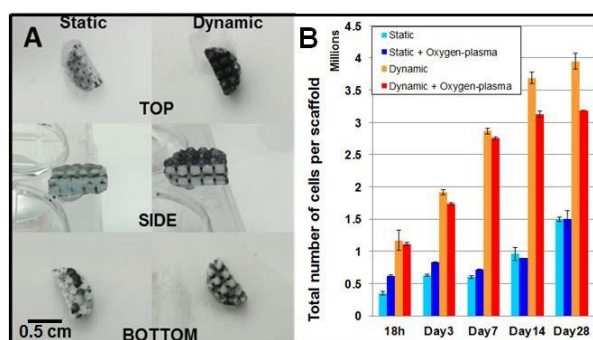 A
Static
Dynamic
TOP
SIDE
BOTTOM
0.5 cm
B
Total number of cells per scaffold
Millions
4.5
4
3.5
3
2.5
2
1.5
1
0.5
0
Static
Static + Oxygen-plasma
Dynamic
Dynamic + Oxygen-plasma
18h
Day3
Day7
Day14
Day28